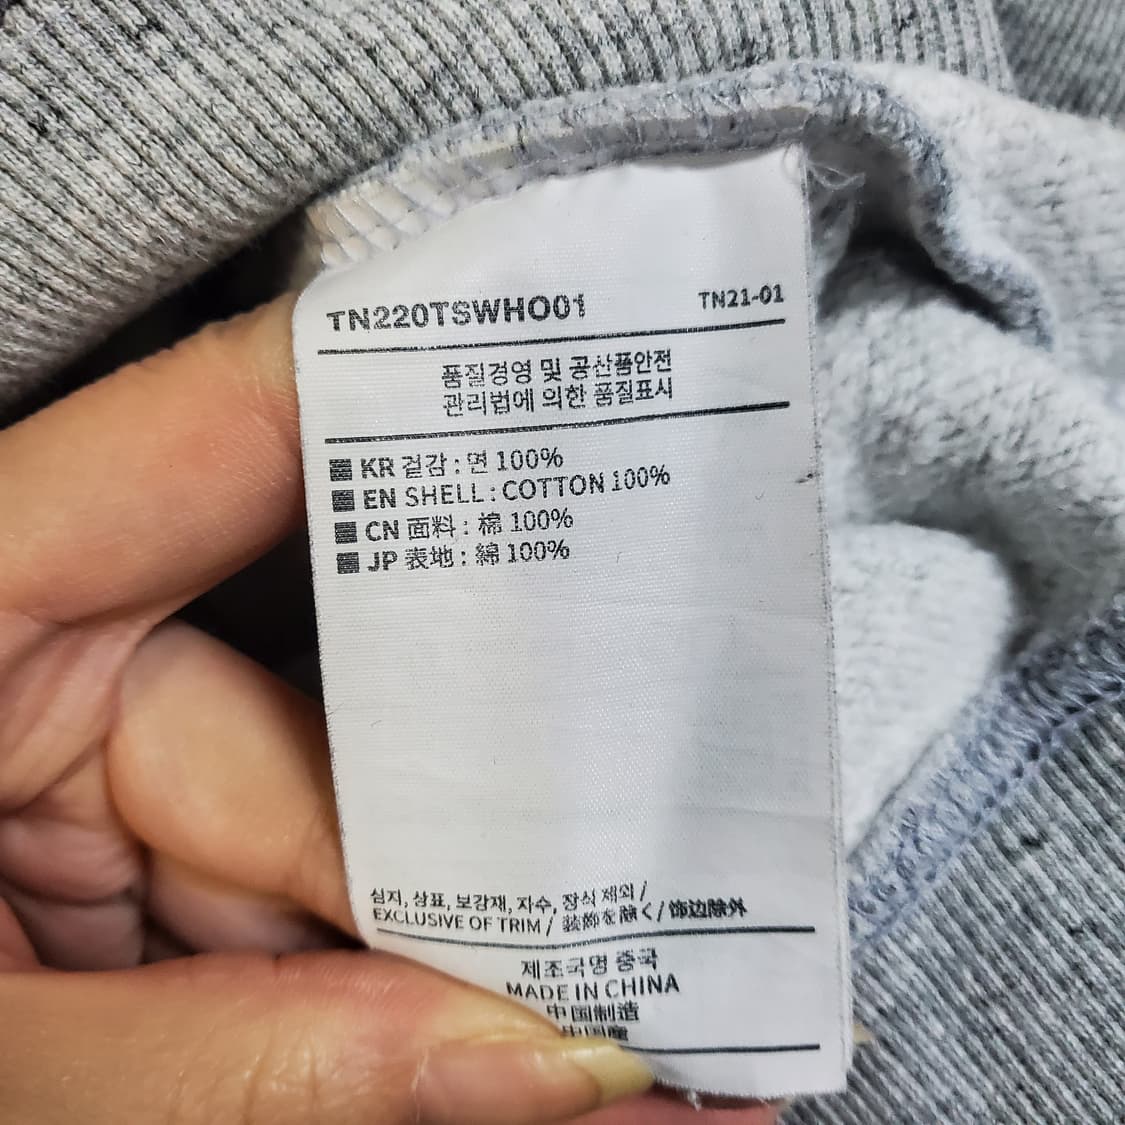 TN220TSWHO01 TN21-01
품질경영 및 공산품안전
관리법에 의한 품질표시
KR 겉감 : 면 100%
EN SHELL : COTTON 100%
CN 面料 : 棉 100%
JP 表地 : 綿 100%
심지, 상표, 보강재, 자수, 장식 제외 /
EXCLUSIVE OF TRIM / 装飾を除く / 饰边除外
제조국명 중국
MADE IN CHINA
中国制造
中国産